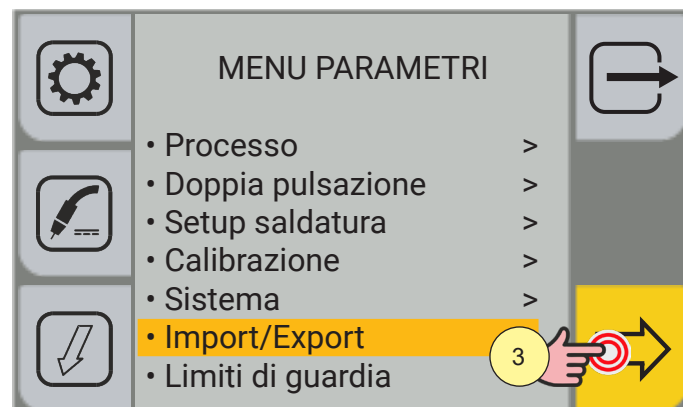 MENU PARAMETRI
• Processo >
• Doppia pulsazione >
• Setup saldatura >
• Calibrazione >
• Sistema >
• Import/Export
3
• Limiti di guardia